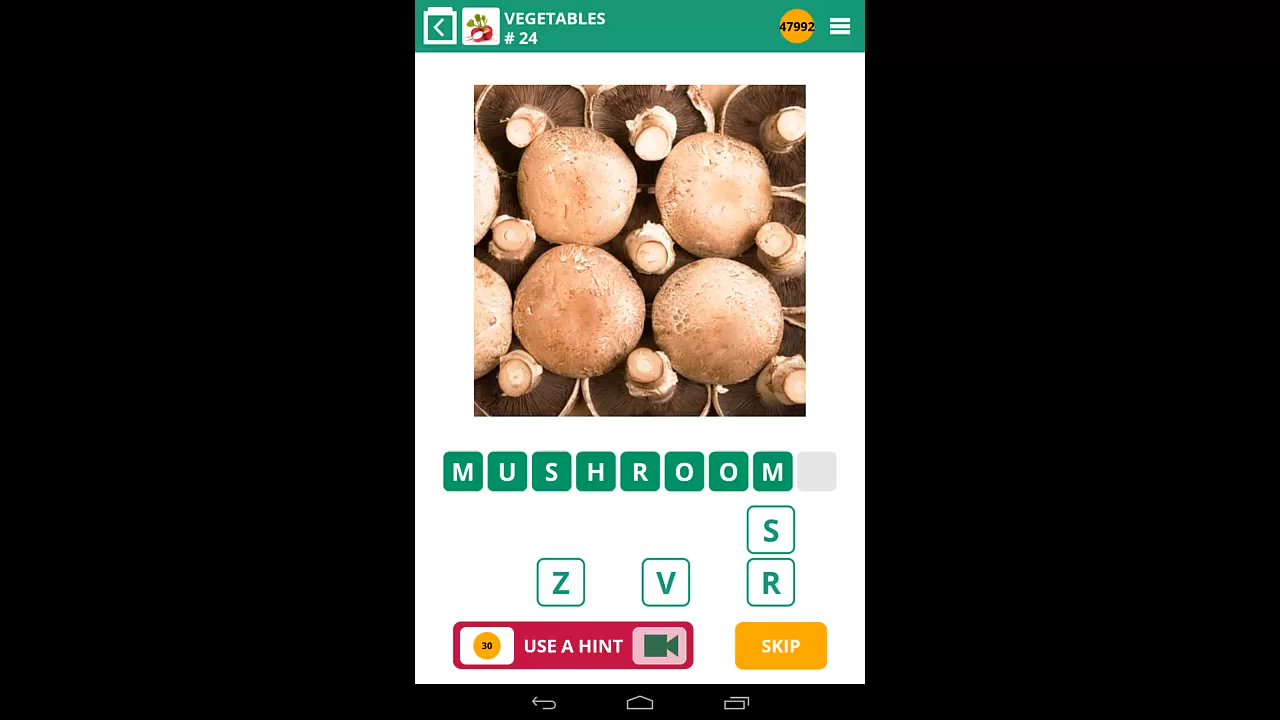 VEGETABLES
# 24
47992
M U S H R O O M
S
Z V R
30 USE A HINT SKIP